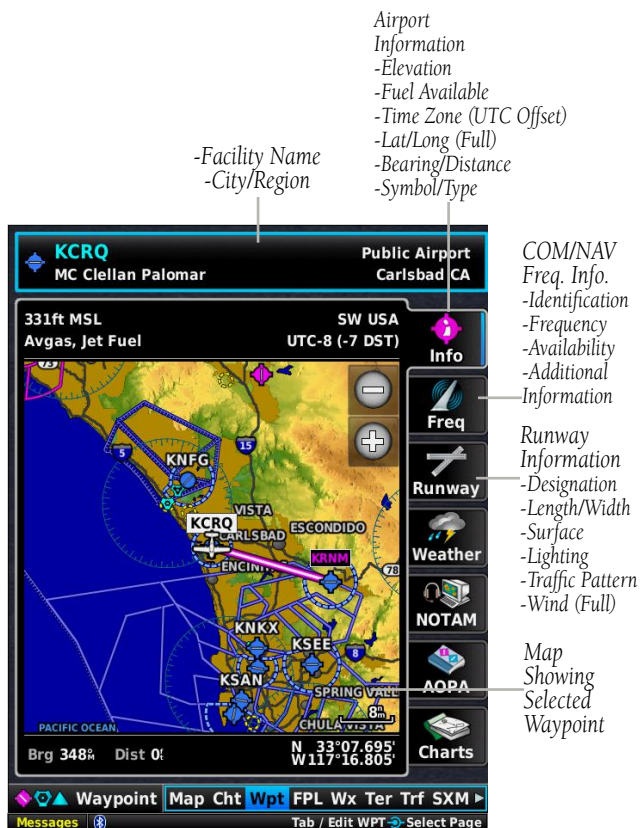 Airport
Information
-Elevation
-Fuel Available
-Time Zone (UTC Offset)
-Lat/Long (Full)
-Bearing/Distance
-Symbol/Type
-Facility Name
-City/Region
KCRQ
MC Clellan Palomar
Public Airport
Carlsbad CA
COM/NAV
Freq. Info.
-Identification
-Frequency
-Availability
-Additional
Information
331ft MSL
Avgas, Jet Fuel
SW USA
UTC-8 (-7 DST)
Info
Freq
Runway
Weather
NOTAM
AOPA
Charts
Runway
Information
-Designation
-Length/Width
-Surface
-Lighting
-Traffic Pattern
-Wind (Full)
Map
Showing
Selected
Waypoint
73
5
15
KNFG
VISTA
KCRQ
CARLSBAD
ESCONDIDO
ENCINI
KRNM
78
KNKX
KSEE
8
KSAN
SPRING VALL
CHULA VISTA
PACIFIC OCEAN
8
Brg 348° Dist 0
N 33°07.695'
W117°16.805'
Waypoint
Map Cht Wpt FPL Wx Ter Trf SXM
Messages
Tab / Edit WPT Select Page